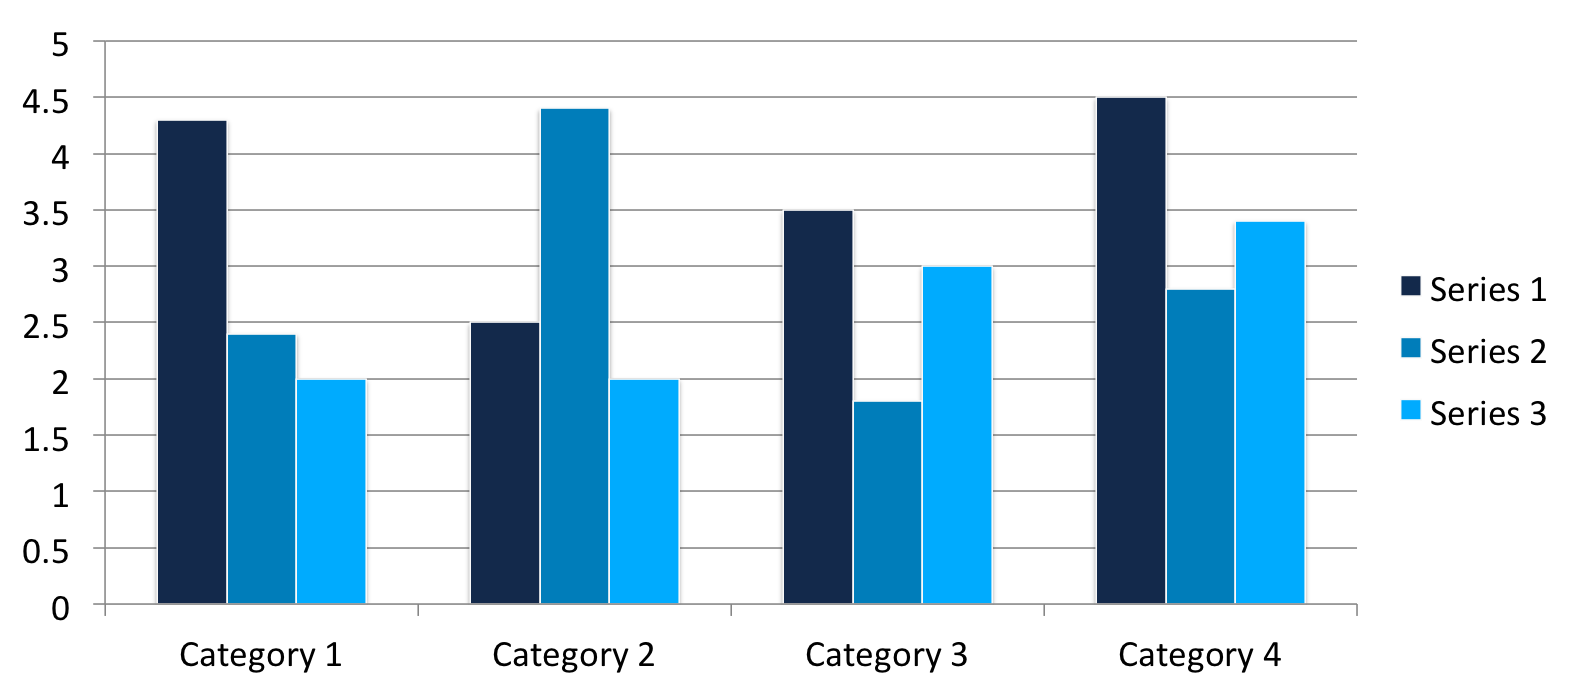 5
4.5
4
3.5
3
2.5
2
1.5
1
0.5
0
Category 1
Category 2
Category 3
Category 4
Series 1
Series 2
Series 3